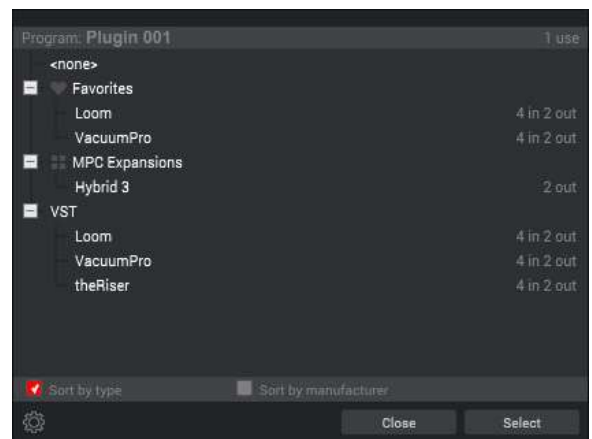 Program: Plugin 001 1 use
<none>
Favorites
Loom 4 in 2 out
VacuumPro 4 in 2 out
MPC Expansions
Hybrid 3 2 out
VST
Loom 4 in 2 out
VacuumPro 4 in 2 out
theRiser 4 in 2 out
Sort by type Sort by manufacturer
Close Select